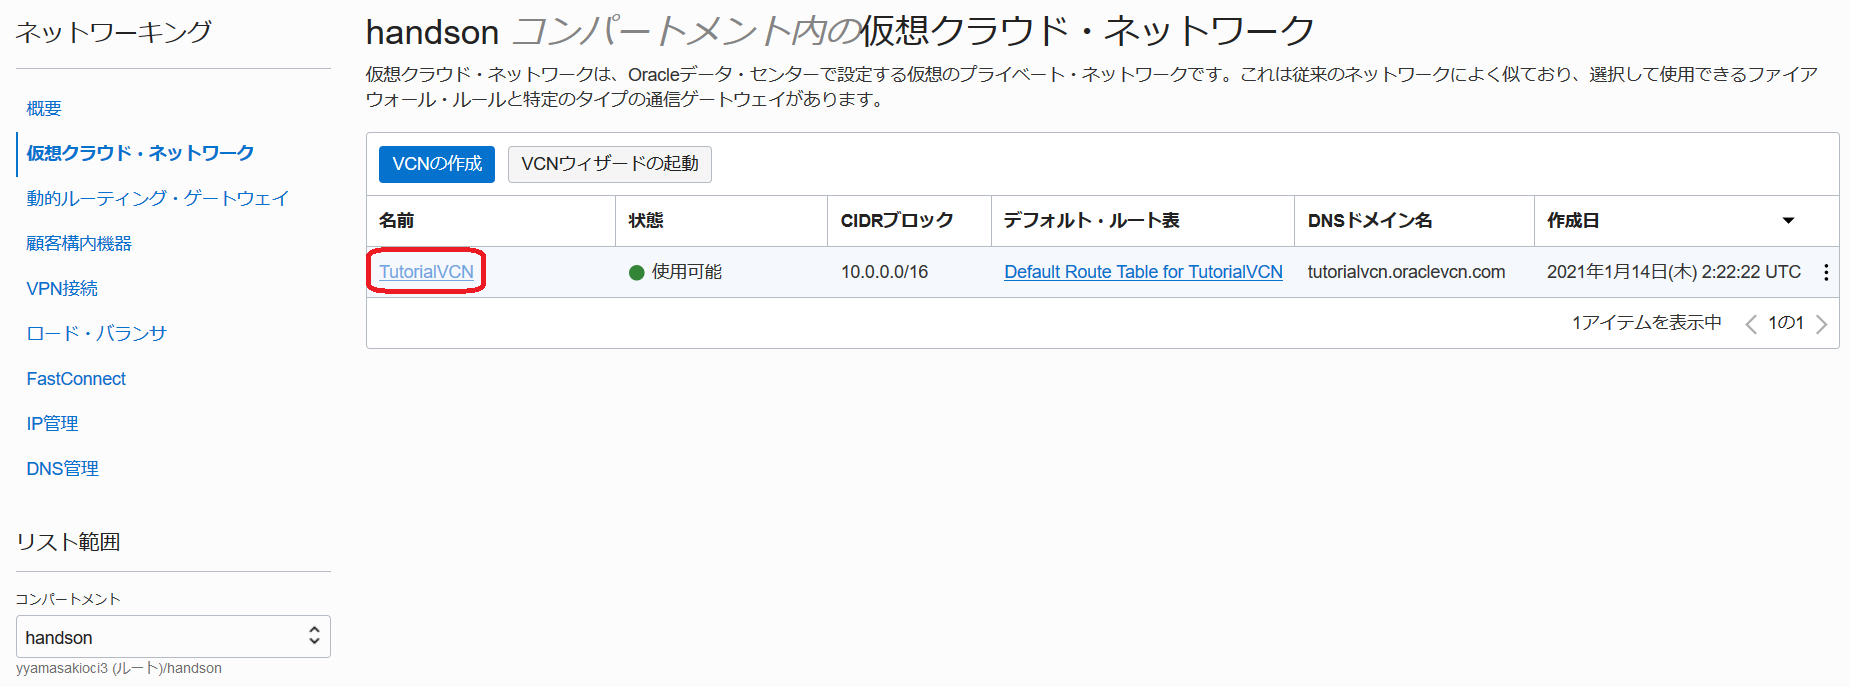 ネットワーキング
概要
仮想クラウド・ネットワーク
動的ルーティング・ゲートウェイ
顧客構内機器
VPN接続
ロード・バランサ
FastConnect
IP管理
DNS管理
リスト範囲
コンパートメント
handson
yyamasakioci3 (ルート)/handson
handson コンパートメント内の仮想クラウド・ネットワーク
仮想クラウド・ネットワークは、Oracleデータ・センターで設定する仮想のプライベート・ネットワークです。これは従来のネットワークによく似ており、選択して使用できるファイア
ウォール・ルールと特定のタイプの通信ゲートウェイがあります。
VCNの作成 VCNウィザードの起動
名前 状態 CIDRブロック デフォルト・ルート表 DNSドメイン名 作成日
TutorialVCN 使用可能 10.0.0.0/16 Default Route Table for TutorialVCN tutorialvcn.oraclevcn.com 2021年1月14日(木) 2:22:22 UTC
1アイテムを表示中 1の1